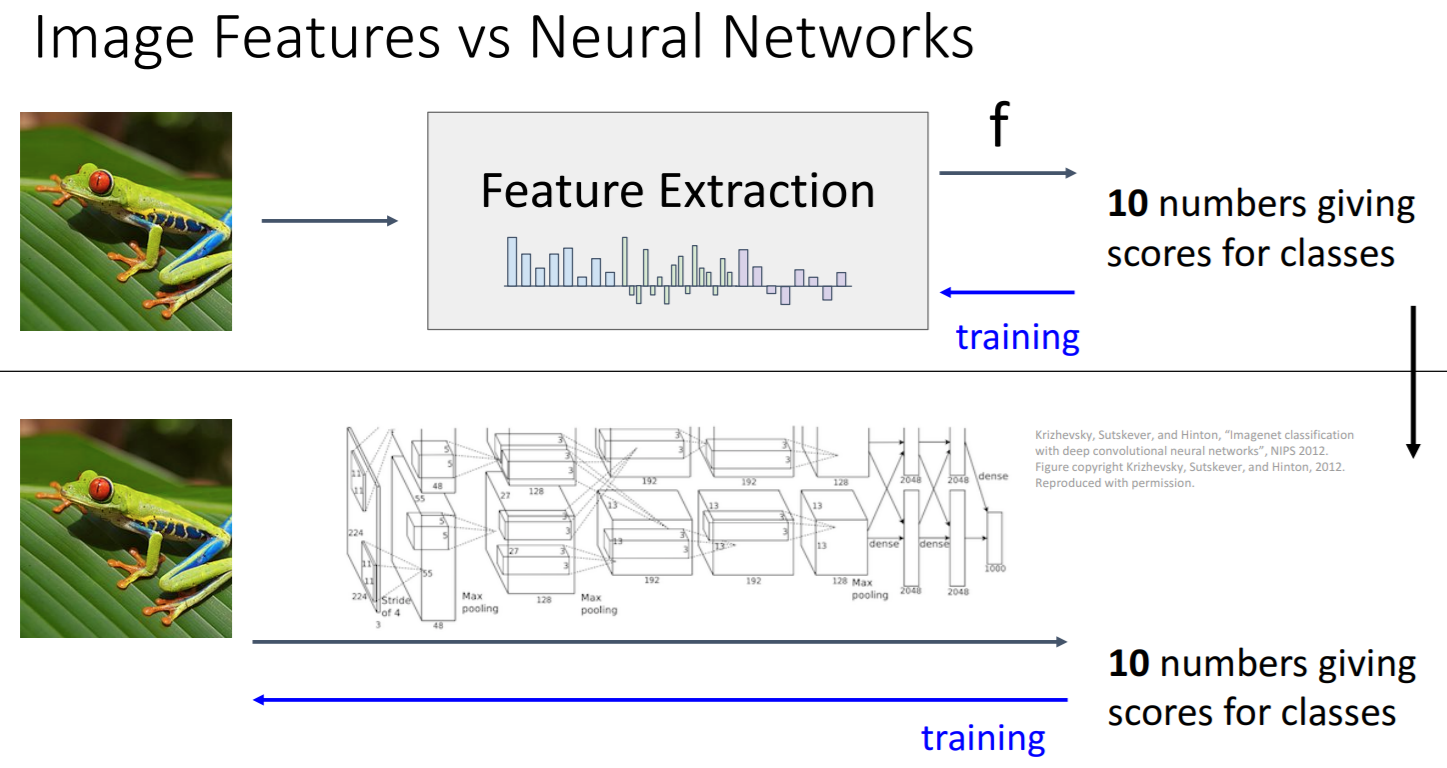 Image Features vs Neural Networks
f
Feature Extraction
10 numbers giving
scores for classes
training
Krizhevsky, Sutskever, and Hinton, "Imagenet classification
with deep convolutional neural networks", NIPS 2012.
Figure copyright Krizhevsky, Sutskever, and Hinton, 2012.
Reproduced with permission.
11
11
5
5
48
55
27
3
3
128
3
3
192
3
3
192
128
2048
2048
dense
224
5
5
13
13
3
3
27
3
3
3
13
3
13
3
13
11
11
55
dense
dense
1000
224
Stride
of 4
3
48
Max
pooling
128
Max
pooling
192
192
128
Max
pooling
2048
2048
10 numbers giving
scores for classes
training